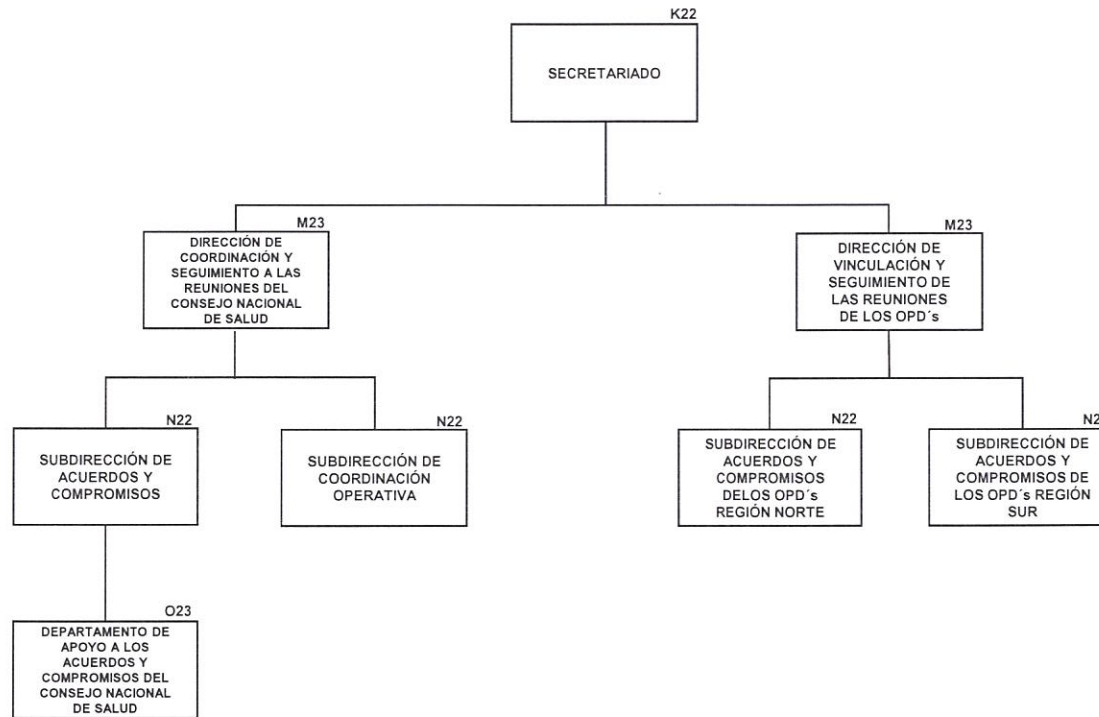 K22
SECRETARIADO
M23
DIRECCIÓN DE
COORDINACIÓN Y
SEGUIMIENTO A LAS
REUNIONES DEL
CONSEJO NACIONAL
DE SALUD
M23
DIRECCIÓN DE
VINCULACIÓN Y
SEGUIMIENTO DE
LAS REUNIONES
DE LOS OPD´s
N22
SUBDIRECCIÓN DE
ACUERDOS Y
COMPROMISOS
N22
SUBDIRECCIÓN DE
COORDINACIÓN
OPERATIVA
N22
SUBDIRECCIÓN DE
ACUERDOS Y
COMPROMISOS
DELOS OPD´s
REGIÓN NORTE
N2
SUBDIRECCIÓN DE
ACUERDOS Y
COMPROMISOS DE
LOS OPD´s REGIÓN
SUR
O23
DEPARTAMENTO DE
APOYO A LOS
ACUERDOS Y
COMPROMISOS DEL
CONSEJO NACIONAL
DE SALUD